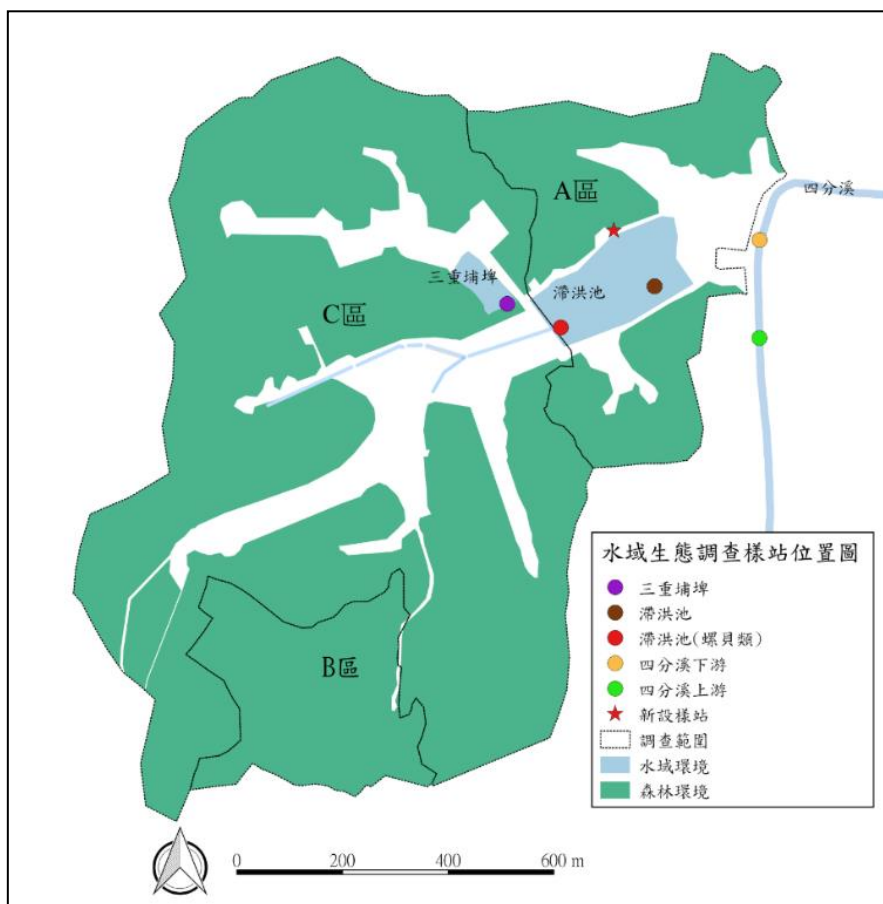 四分溪
A區
三重埔埤
滯洪池
C區
B區
水域生態調查樣站位置圖
三重埔埤
滯洪池
滯洪池(螺貝類)
四分溪下游
四分溪上游
新設樣站
調查範圍
水域環境
森林環境
0 200 400 600 m